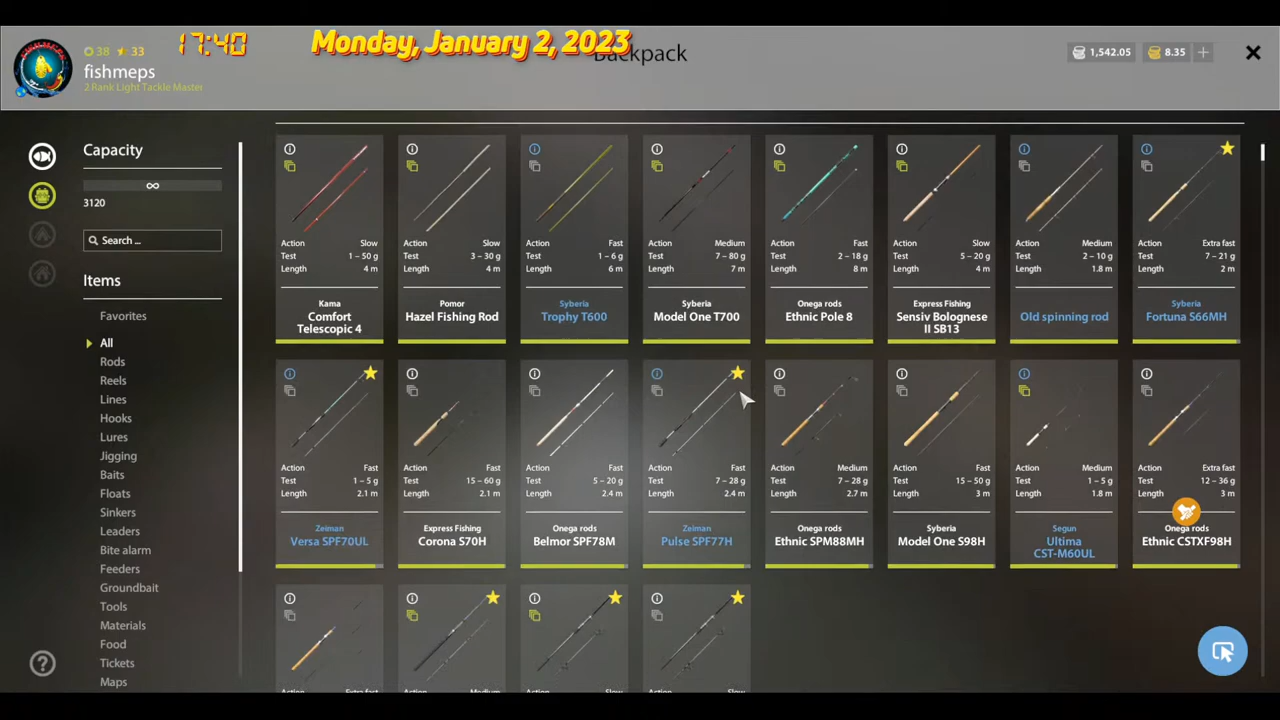 38 33
17:40
Monday, January 2, 2023
Backpack
1,542.05
8.35
fishmeps
2 Rank Light Tackle Master
Capacity
∞
3120
Search ...
Items
Favorites
All
Rods
Reels
Lines
Hooks
Lures
Jigging
Baits
Floats
Sinkers
Leaders
Bite alarm
Feeders
Groundbait
Tools
Materials
Food
Tickets
Maps
Action Slow
Test 1 – 50 g
Length 4 m
Kama
Comfort
Telescopic 4
Action Slow
Test 3 – 30 g
Length 4 m
Pomor
Hazel Fishing Rod
Action Fast
Test 1 – 6 g
Length 6 m
Syberia
Trophy T600
Action Medium
Test 7 – 80 g
Length 7 m
Syberia
Model One T700
Action Fast
Test 2 – 18 g
Length 8 m
Onega rods
Ethnic Pole 8
Action Slow
Test 5 – 20 g
Length 4 m
Express Fishing
Sensiv Bolognese
II SB13
Action Medium
Test 2 – 10 g
Length 1.8 m
Old spinning rod
Action Extra fast
Test 7 – 21 g
Length 2 m
Syberia
Fortuna S66MH
Action Fast
Test 1 – 5 g
Length 2.1 m
Zeiman
Versa SPF70UL
Action Fast
Test 15 – 60 g
Length 2.1 m
Express Fishing
Corona S70H
Action Fast
Test 5 – 20 g
Length 2.4 m
Onega rods
Belmor SPF78M
Action Fast
Test 7 – 28 g
Length 2.4 m
Zeiman
Pulse SPF77H
Action Medium
Test 7 – 28 g
Length 2.7 m
Onega rods
Ethnic SPM88MH
Action Fast
Test 15 – 50 g
Length 3 m
Syberia
Model One S98H
Action Medium
Test 1 – 5 g
Length 1.8 m
Segun
Ultima
CST-M60UL
Action Extra fast
Test 12 – 36 g
Length 3 m
Onega rods
Ethnic CSTXF98H
Action Extra fast
Action Medium
Action Slow
Action Slow